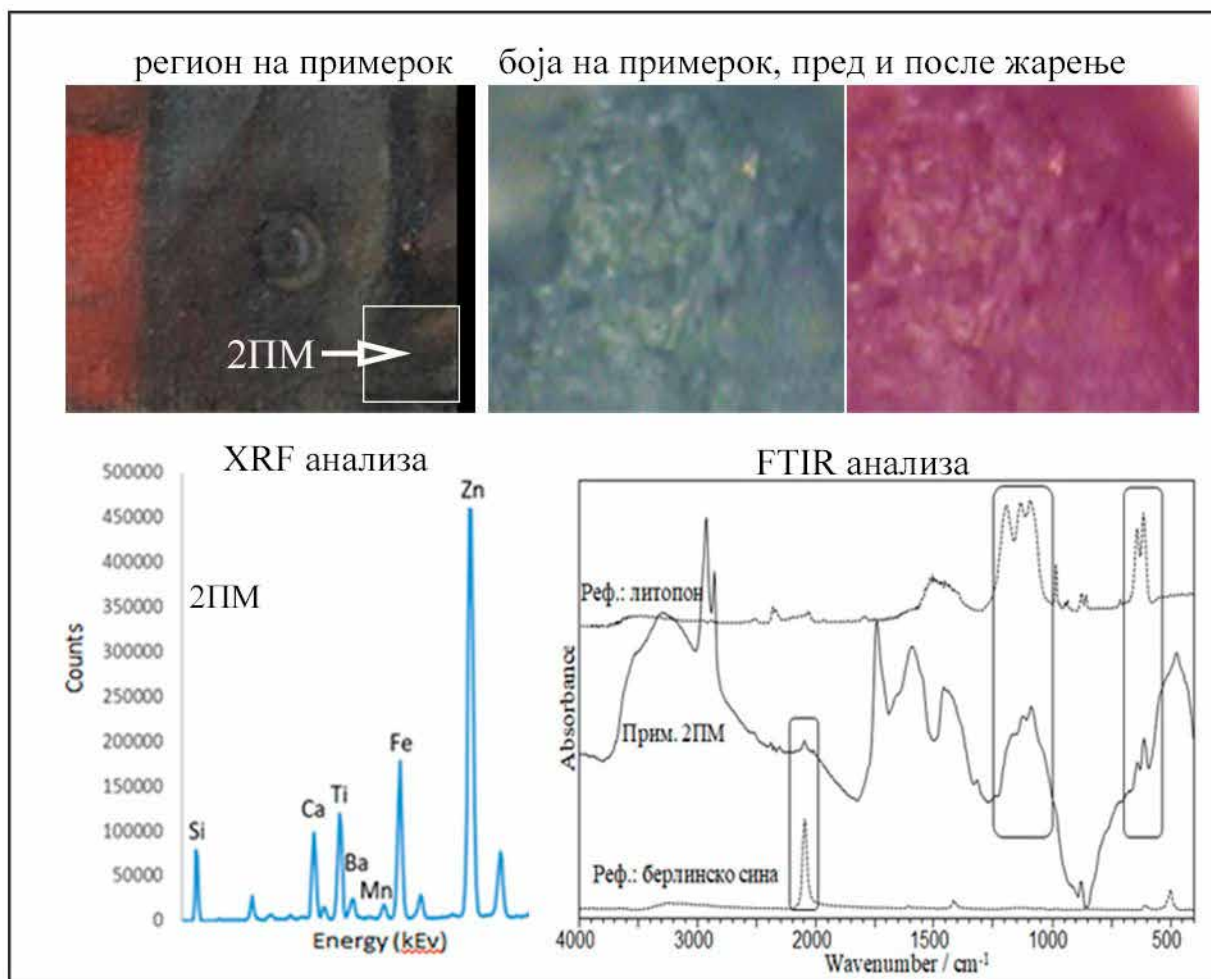 регион на примерок боја на примерок, пред и после жарење
2ПМ
XRF анализа
500000
450000
400000
350000
300000
250000
200000
150000
100000
50000
0
Counts
2ПМ
Si
Ca
Ti
Ba
Mn
Fe
Zn
Energy (kEv)
FTIR анализа
Absorbance
Реф.: литопон
Прим. 2ПМ
Реф.: берлинско сина
4000 3000 2000 1500 1000 500
Wavenumber / cm-1